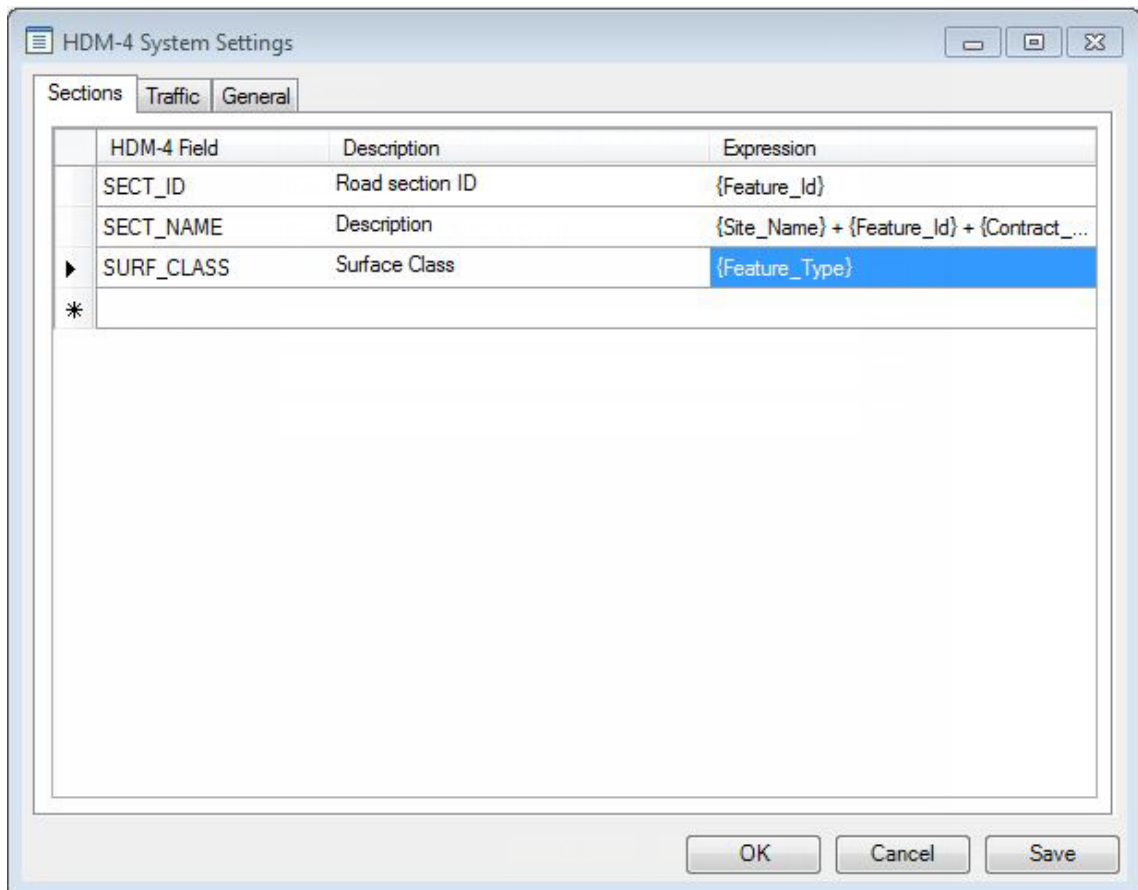 HDM-4 System Settings
Sections Traffic General
HDM-4 Field Description Expression
SECT_ID Road section ID {Feature_Id}
SECT_NAME Description {Site_Name} + {Feature_Id} + {Contract_...
SURF_CLASS Surface Class {Feature_Type}
OK Cancel Save